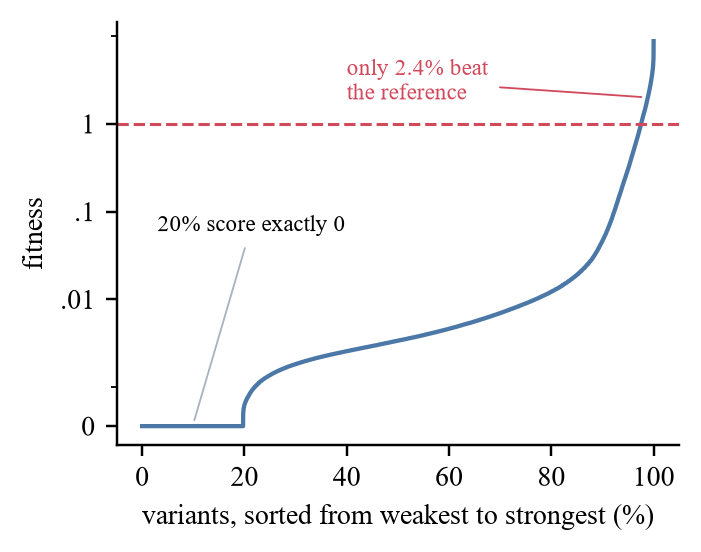 only 2.4% beat
the reference
1
.1
20% score exactly 0
fitness
.01
0
0 20 40 60 80 100
variants, sorted from weakest to strongest (%)